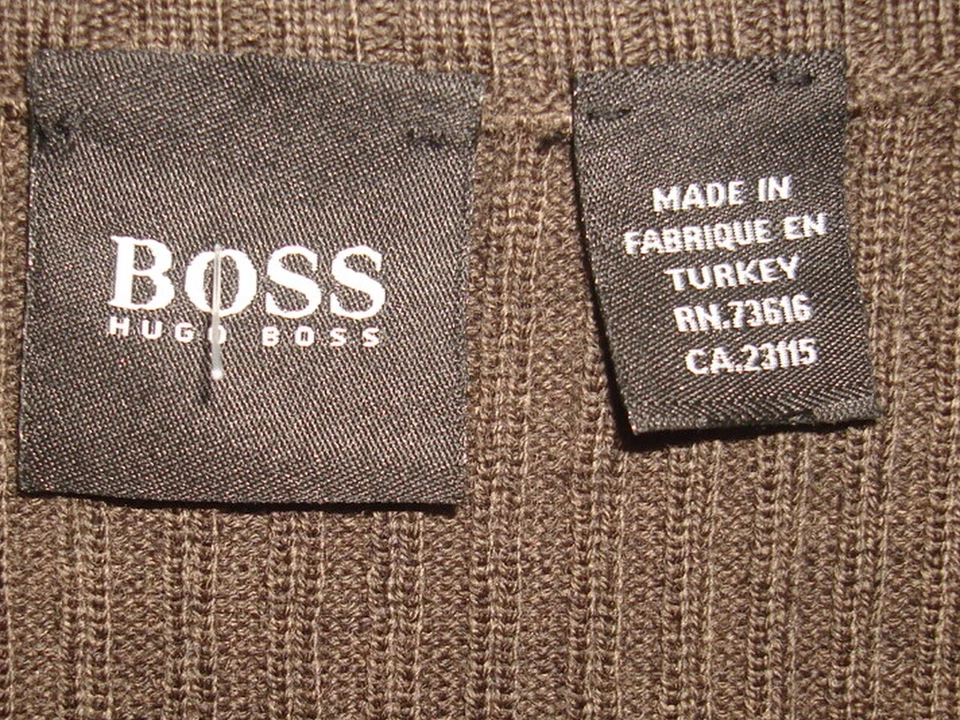 BOSS
HUGO BOSS
MADE IN
FABRIQUE EN
TURKEY
RN.73616
CA.23115